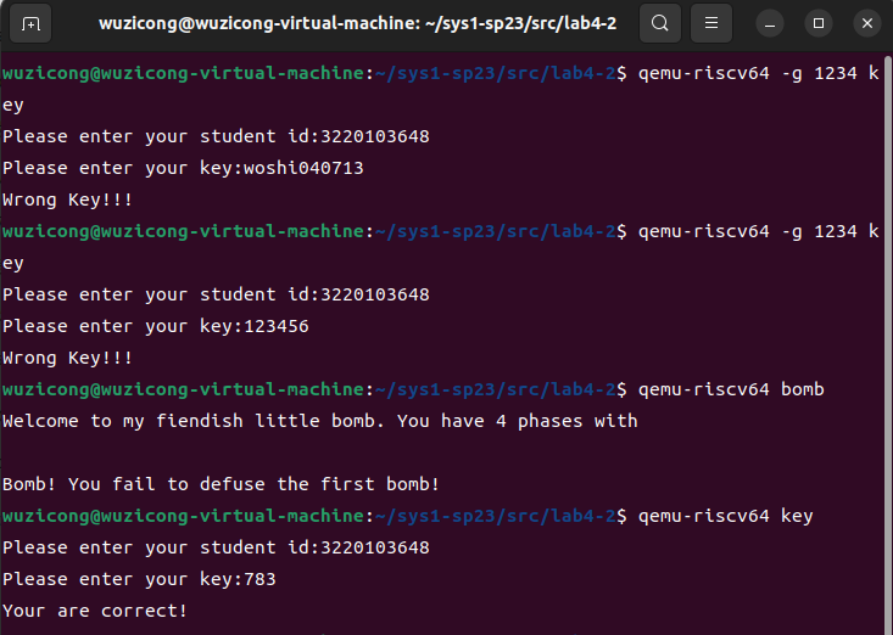 wuzicong@wuzicong-virtual-machine: ~/sys1-sp23/src/lab4-2
wuzicong@wuzicong-virtual-machine:~/sys1-sp23/src/lab4-2$ qemu-riscv64 -g 1234 k
ey
Please enter your student id:3220103648
Please enter your key:woshi040713
Wrong Key!!!
wuzicong@wuzicong-virtual-machine:~/sys1-sp23/src/lab4-2$ qemu-riscv64 -g 1234 k
ey
Please enter your student id:3220103648
Please enter your key:123456
Wrong Key!!!
wuzicong@wuzicong-virtual-machine:~/sys1-sp23/src/lab4-2$ qemu-riscv64 bomb
Welcome to my fiendish little bomb. You have 4 phases with
Bomb! You fail to defuse the first bomb!
wuzicong@wuzicong-virtual-machine:~/sys1-sp23/src/lab4-2$ qemu-riscv64 key
Please enter your student id:3220103648
Please enter your key:783
Your are correct!